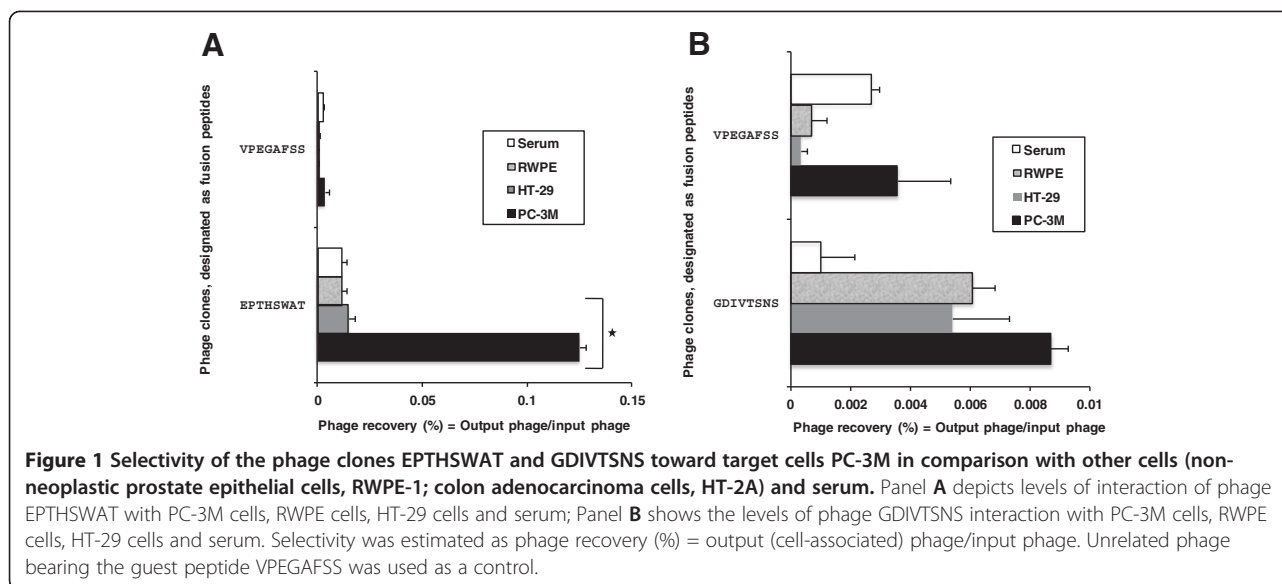 A
Phage clones, designated as fusion peptides
VPEGAFSS
EPTHSWAT
Serum
RWPE
HT-29
PC-3M
★
0
0.05
0.1
0.15
Phage recovery (%) = Output phage/input phage
B
Phage clones, designated as fusion peptides
VPEGAFSS
GDIVTSNS
Serum
RWPE
HT-29
PC-3M
0
0.002
0.004
0.006
0.008
0.01
Phage recovery (%) = Output phage/input phage
Figure 1 Selectivity of the phage clones EPTHSWAT and GDIVTSNS toward target cells PC-3M in comparison with other cells (non-
neoplastic prostate epithelial cells, RWPE-1; colon adenocarcinoma cells, HT-2A) and serum. Panel A depicts levels of interaction of phage
EPTHSWAT with PC-3M cells, RWPE cells, HT-29 cells and serum; Panel B shows the levels of phage GDIVTSNS interaction with PC-3M cells, RWPE
cells, HT-29 cells and serum. Selectivity was estimated as phage recovery (%) = output (cell-associated) phage/input phage. Unrelated phage
bearing the guest peptide VPEGAFSS was used as a control.